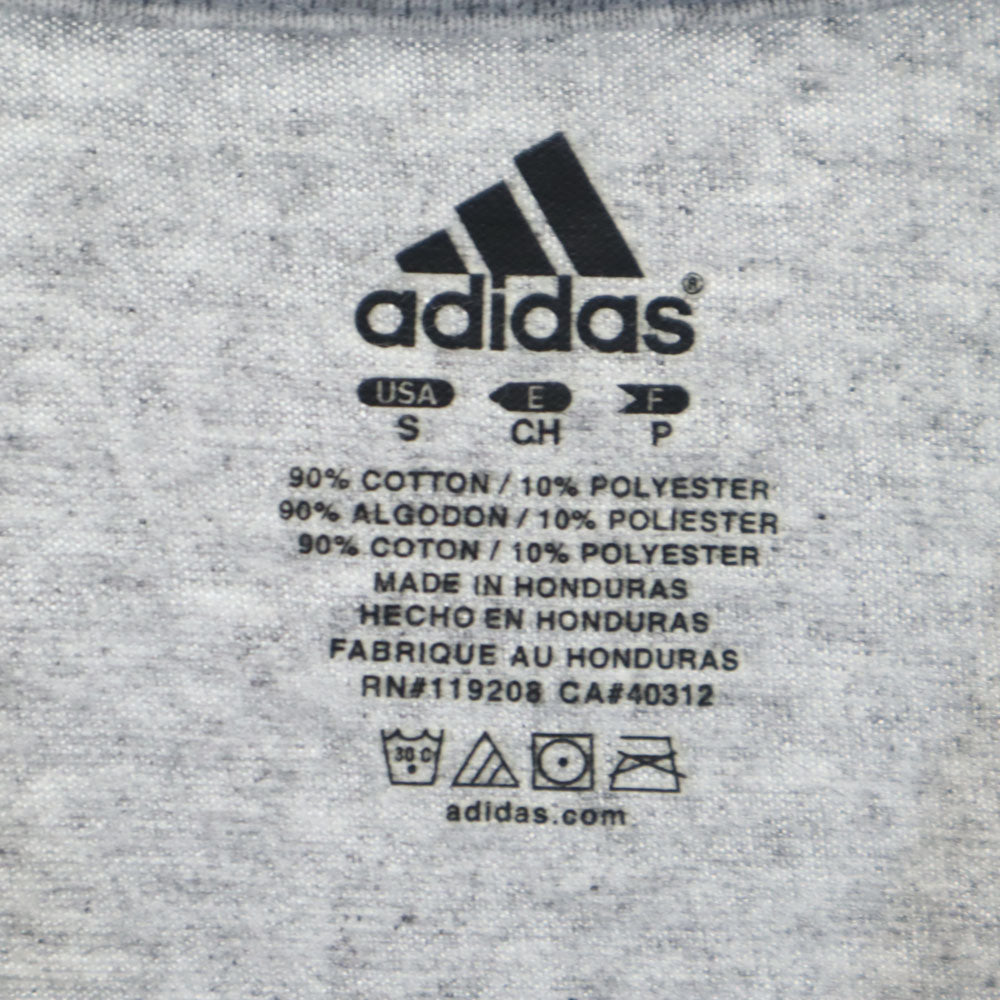 adidas®
USA E F
S CH P
90% COTTON / 10% POLYESTER
90% ALGODON / 10% POLIESTER
90% COTON / 10% POLYESTER
MADE IN HONDURAS
HECHO EN HONDURAS
FABRIQUE AU HONDURAS
RN#119208 CA#40312
30 C
adidas.com